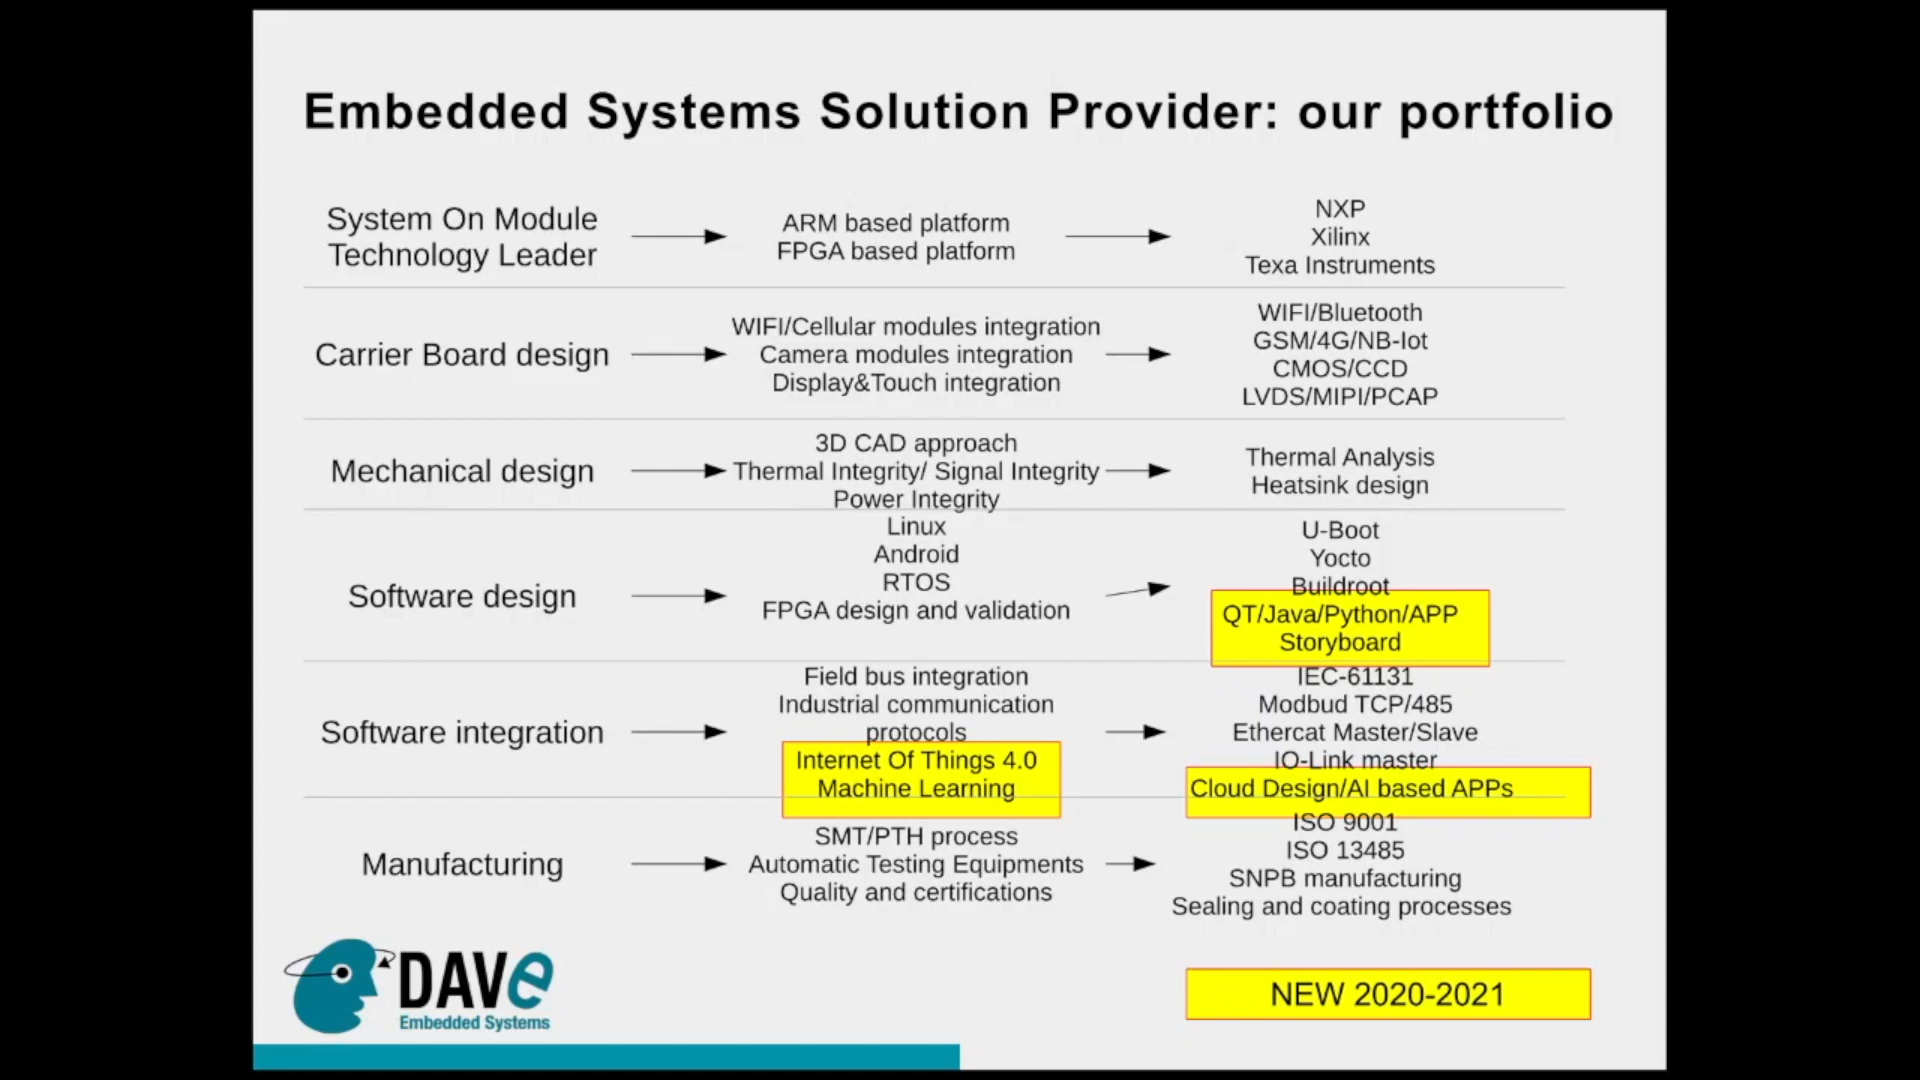 Embedded Systems Solution Provider: our portfolio
System On Module
Technology Leader
ARM based platform
FPGA based platform
NXP
Xilinx
Texa Instruments
Carrier Board design
WIFI/Cellular modules integration
Camera modules integration
Display&Touch integration
WIFI/Bluetooth
GSM/4G/NB-Iot
CMOS/CCD
LVDS/MIPI/PCAP
Mechanical design
3D CAD approach
Thermal Integrity/ Signal Integrity
Power Integrity
Thermal Analysis
Heatsink design
Software design
Linux
Android
RTOS
FPGA design and validation
U-Boot
Yocto
Buildroot
QT/Java/Python/APP
Storyboard
Software integration
Field bus integration
Industrial communication
protocols
Internet Of Things 4.0
Machine Learning
IEC-61131
Modbud TCP/485
Ethercat Master/Slave
IO-Link master
Cloud Design/AI based APPs
Manufacturing
SMT/PTH process
Automatic Testing Equipments
Quality and certifications
ISO 9001
ISO 13485
SNPB manufacturing
Sealing and coating processes
DAVe
Embedded Systems
NEW 2020-2021